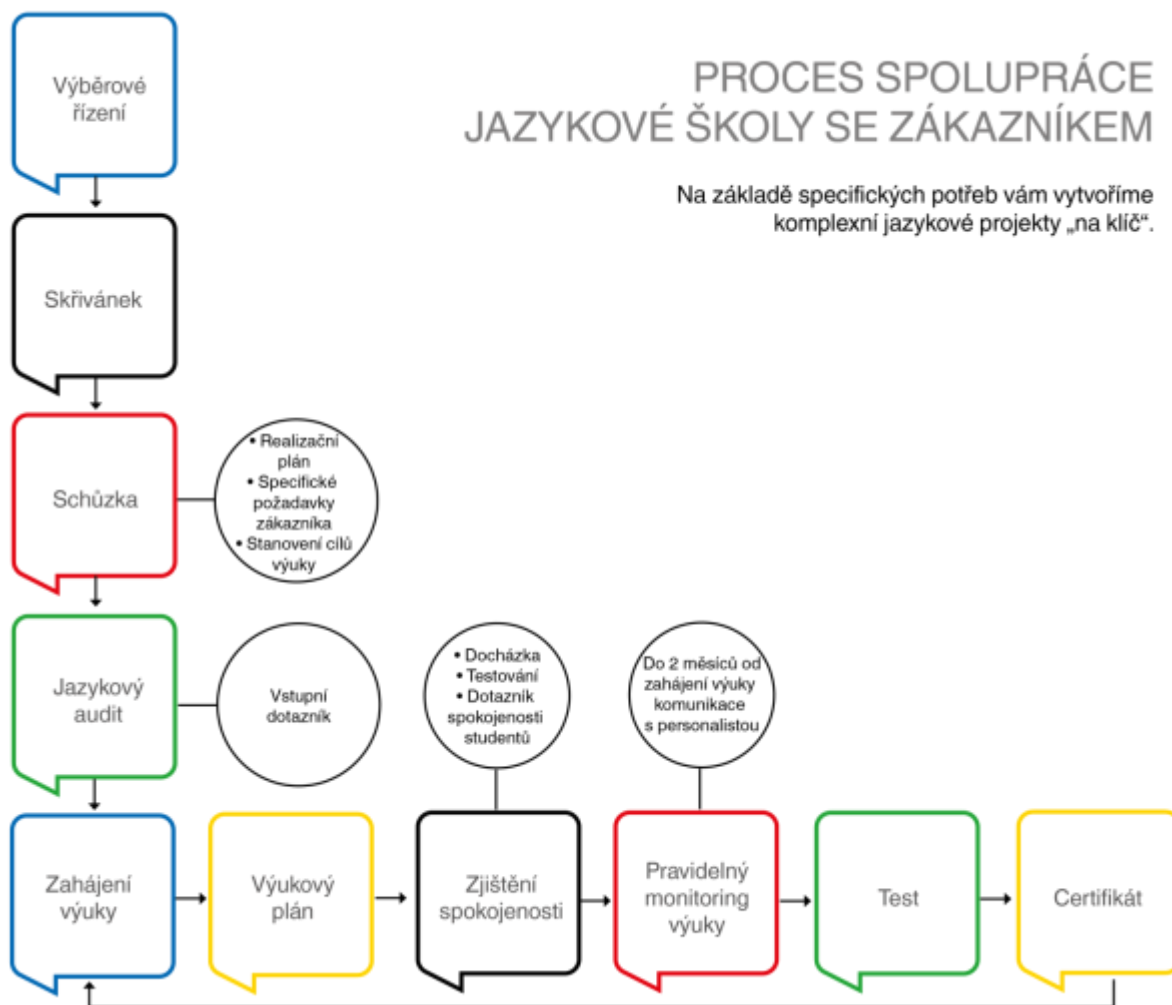 PROCES SPOLUPRÁCE
JAZYKOVÉ ŠKOLY SE ZÁKAZNÍKEM
Na základě specifických potřeb vám vytvoříme
komplexní jazykové projekty „na klíč“.
Výběrové
řízení
Skřivánek
Schůzka
• Realizační
plán
• Specifické
požadavky
zákazníka
• Stanovení cílů
výuky
Jazykový
audit
Vstupní
dotazník
• Docházka
• Testování
• Dotazník
spokojenosti
studentů
Do 2 měsíců od
zahájení výuky
komunikace
s personalistou
Zahájení
výuky
Výukový
plán
Zjištění
spokojenosti
Pravidelný
monitoring
výuky
Test
Certifikát